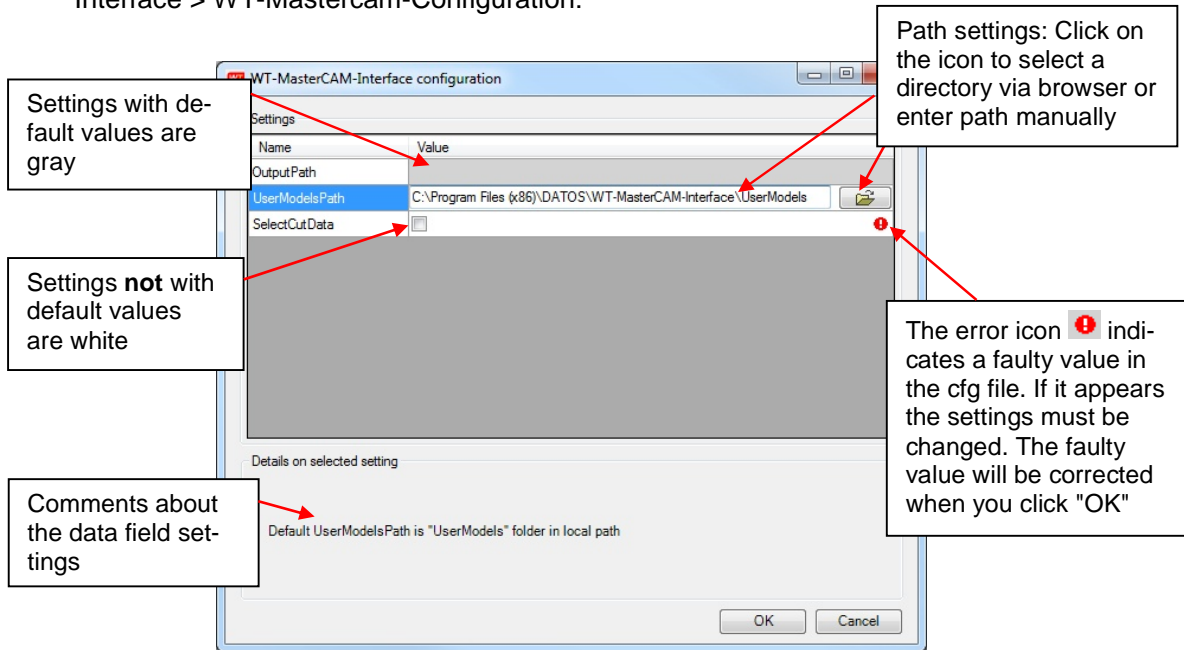 Interface > WT-Mastercam-Configuration.
Path settings: Click on
the icon to select a
directory via browser or
enter path manually
WT-MasterCAM-Interface configuration
Settings with de-
fault values are
gray
Settings
Name Value
OutputPath
UserModelsPath C:\Program Files (x86)\DATOS\WT-MasterCAM-Interface\UserModels
SelectCutData
Settings not with
default values
are white
The error icon indi-
cates a faulty value in
the cfg file. If it appears
the settings must be
changed. The faulty
value will be corrected
when you click "OK"
Details on selected setting
Comments about
the data field set-
tings
Default UserModelsPath is "UserModels" folder in local path
OK Cancel